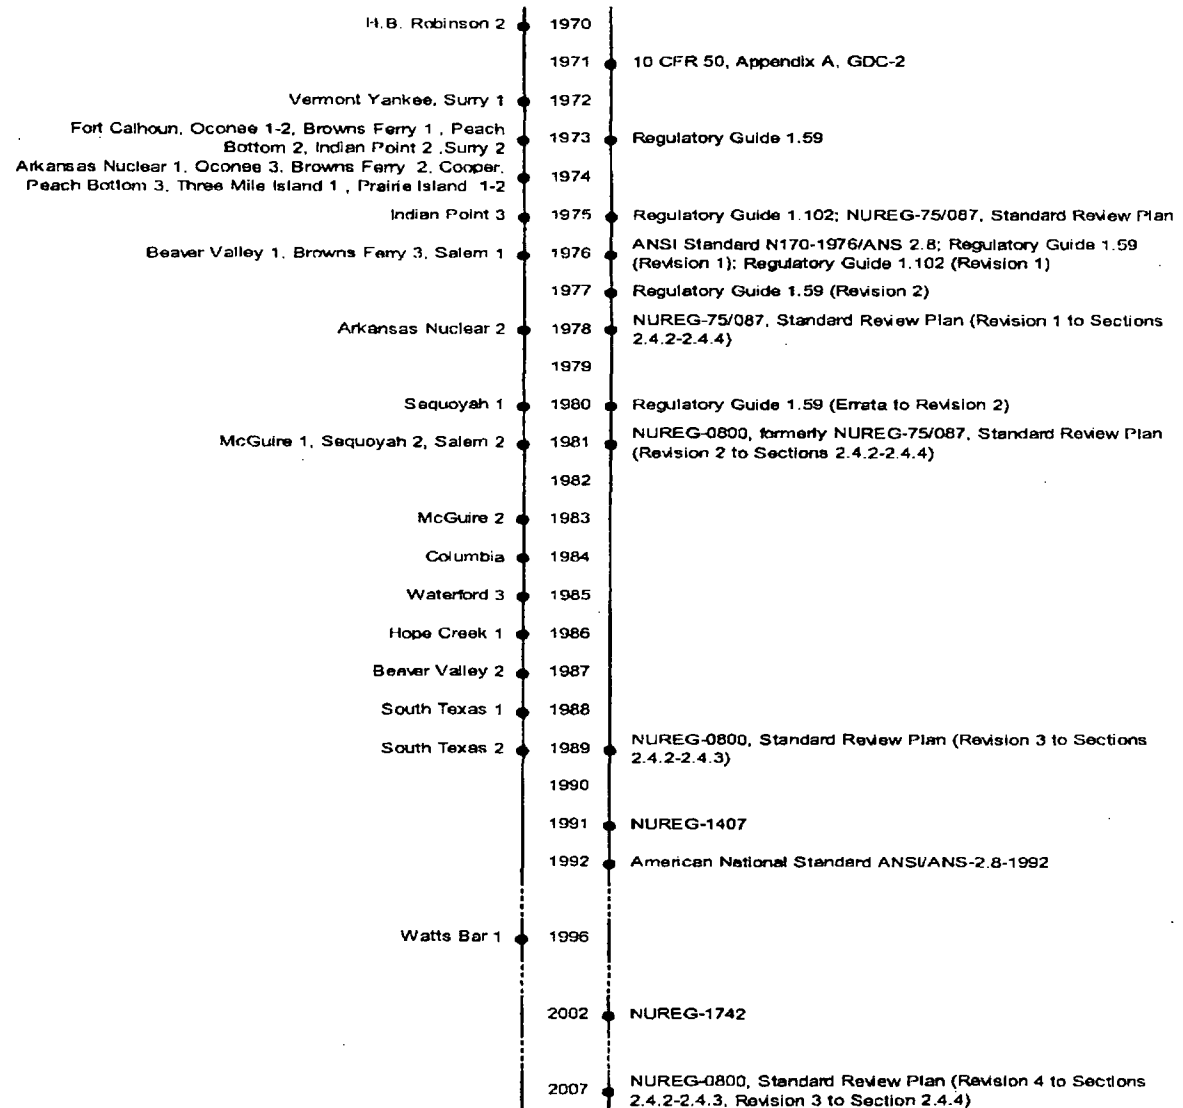 H.B. Robinson 2 1970
1971 10 CFR 50, Appendix A, GDC-2
Vermont Yankee, Surry 1 1972
Fort Calhoun, Oconee 1-2, Browns Ferry 1 , Peach
Bottom 2, Indian Point 2 ,Surry 2
1973 Regulatory Guide 1.59
Arkansas Nuclear 1, Oconee 3, Browns Ferry 2, Cooper,
Peach Bottom 3, Three Mile Island 1 , Prairie Island 1-2
1974
Indian Point 3 1975 Regulatory Guide 1.102; NUREG-75/087, Standard Review Plan
Beaver Valley 1, Browns Ferry 3, Salem 1 1976
ANSI Standard N170-1976/ANS 2.8; Regulatory Guide 1.59
(Revision 1); Regulatory Guide 1.102 (Revision 1)
1977 Regulatory Guide 1.59 (Revision 2)
Arkansas Nuclear 2 1978
NUREG-75/087, Standard Review Plan (Revision 1 to Sections
2.4.2-2.4.4)
1979
Sequoyah 1 1980 Regulatory Guide 1.59 (Errata to Revision 2)
McGuire 1, Sequoyah 2, Salem 2 1981
NUREG-0800, formerly NUREG-75/087, Standard Review Plan
(Revision 2 to Sections 2.4.2-2.4.4)
1982
McGuire 2 1983
Columbia 1984
Waterford 3 1985
Hope Creek 1 1986
Beaver Valley 2 1987
South Texas 1 1988
South Texas 2 1989
NUREG-0800, Standard Review Plan (Revision 3 to Sections
2.4.2-2.4.3)
1990
1991 NUREG-1407
1992 American National Standard ANSI/ANS-2.8-1992
Watts Bar 1 1996
2002 NUREG-1742
2007
NUREG-0800, Standard Review Plan (Revision 4 to Sections
2.4.2-2.4.3, Revision 3 to Section 2.4.4)